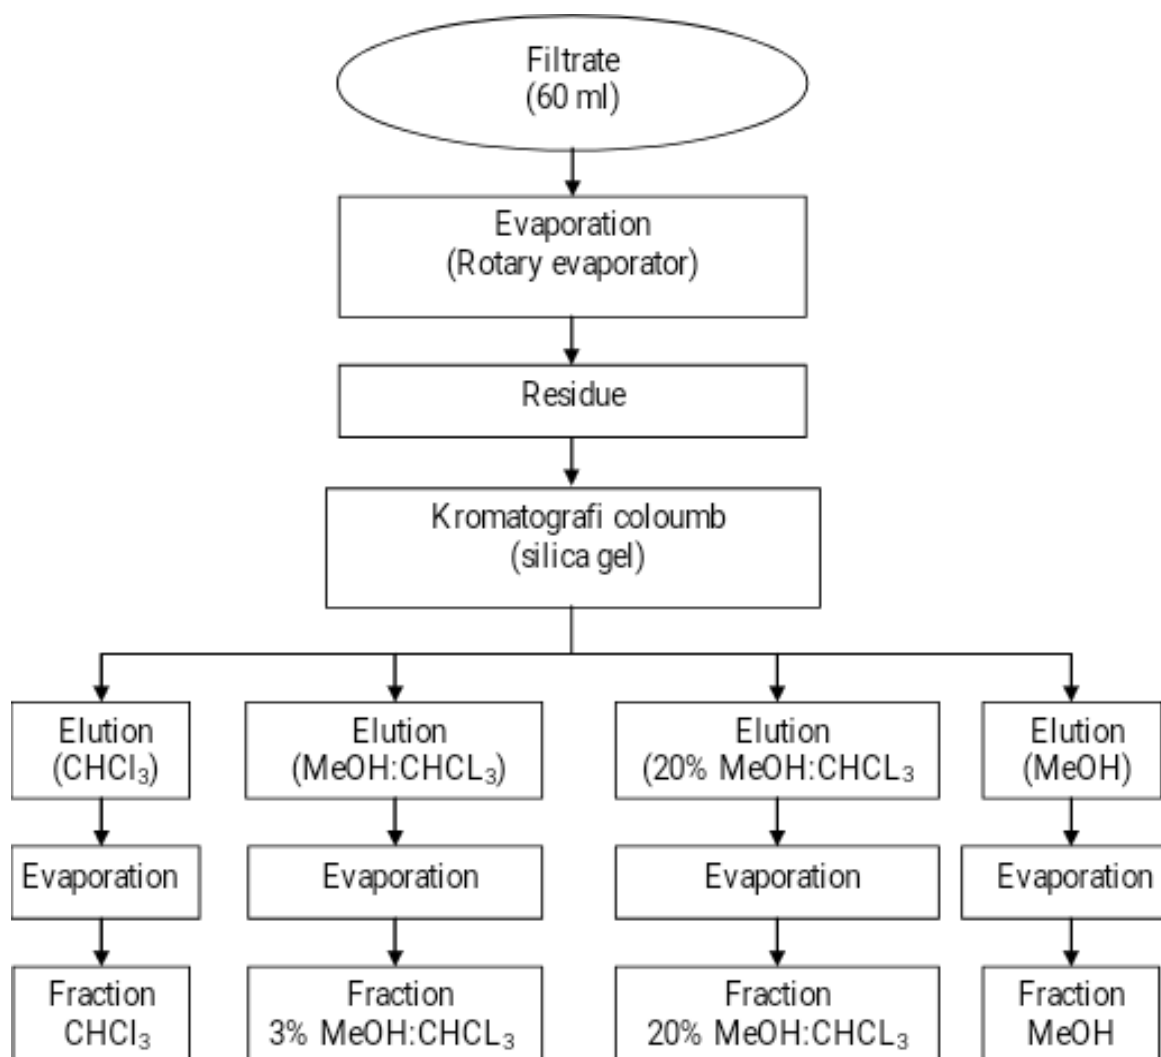 Filtrate
(60 ml)
Evaporation
(Rotary evaporator)
Residue
Kromatografi coloumb
(silica gel)
Elution
(CHCl₃)
Elution
(MeOH:CHCL₃)
Elution
(20% MeOH:CHCL₃
Elution
(MeOH)
Evaporation
Evaporation
Evaporation
Evaporation
Fraction
CHCl₃
Fraction
3% MeOH:CHCL₃
Fraction
20% MeOH:CHCL₃
Fraction
MeOH